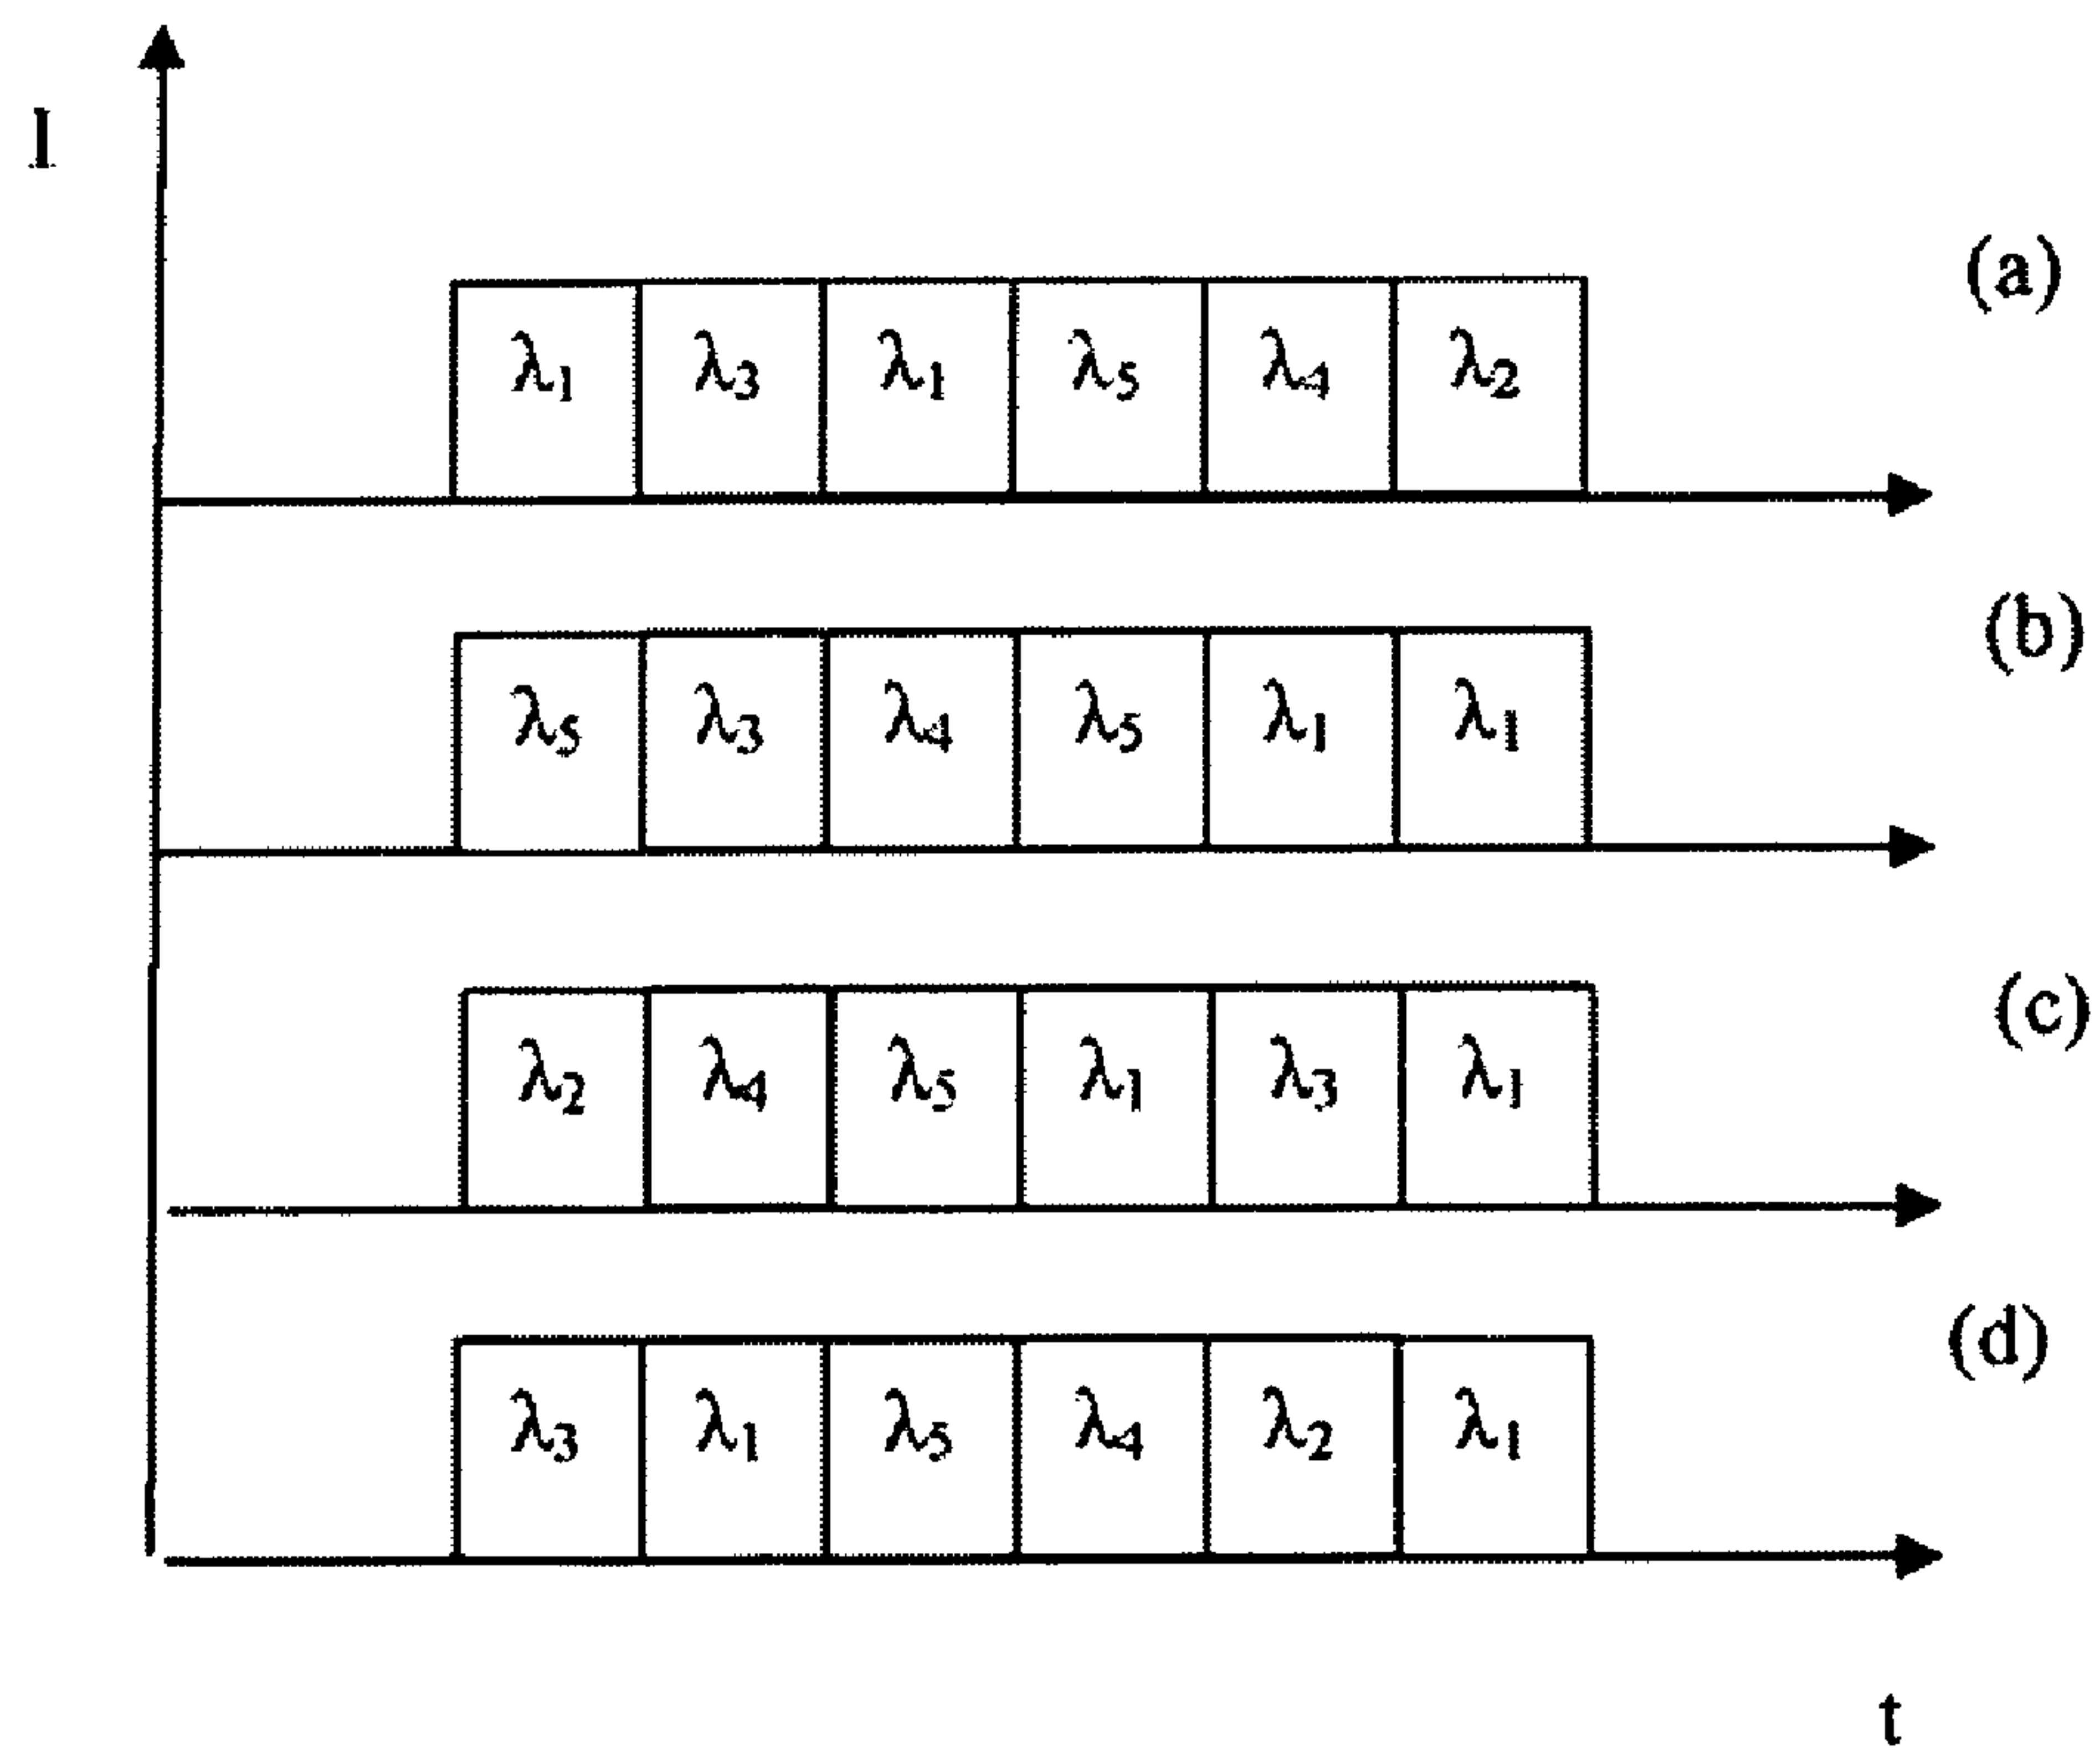 I
(a)
λ1 λ3 λ1 λ5 λ4 λ2
(b)
λ5 λ3 λ4 λ5 λ1 λ1
(c)
λ2 λ4 λ5 λ1 λ3 λ1
(d)
λ3 λ1 λ5 λ4 λ2 λ1
t